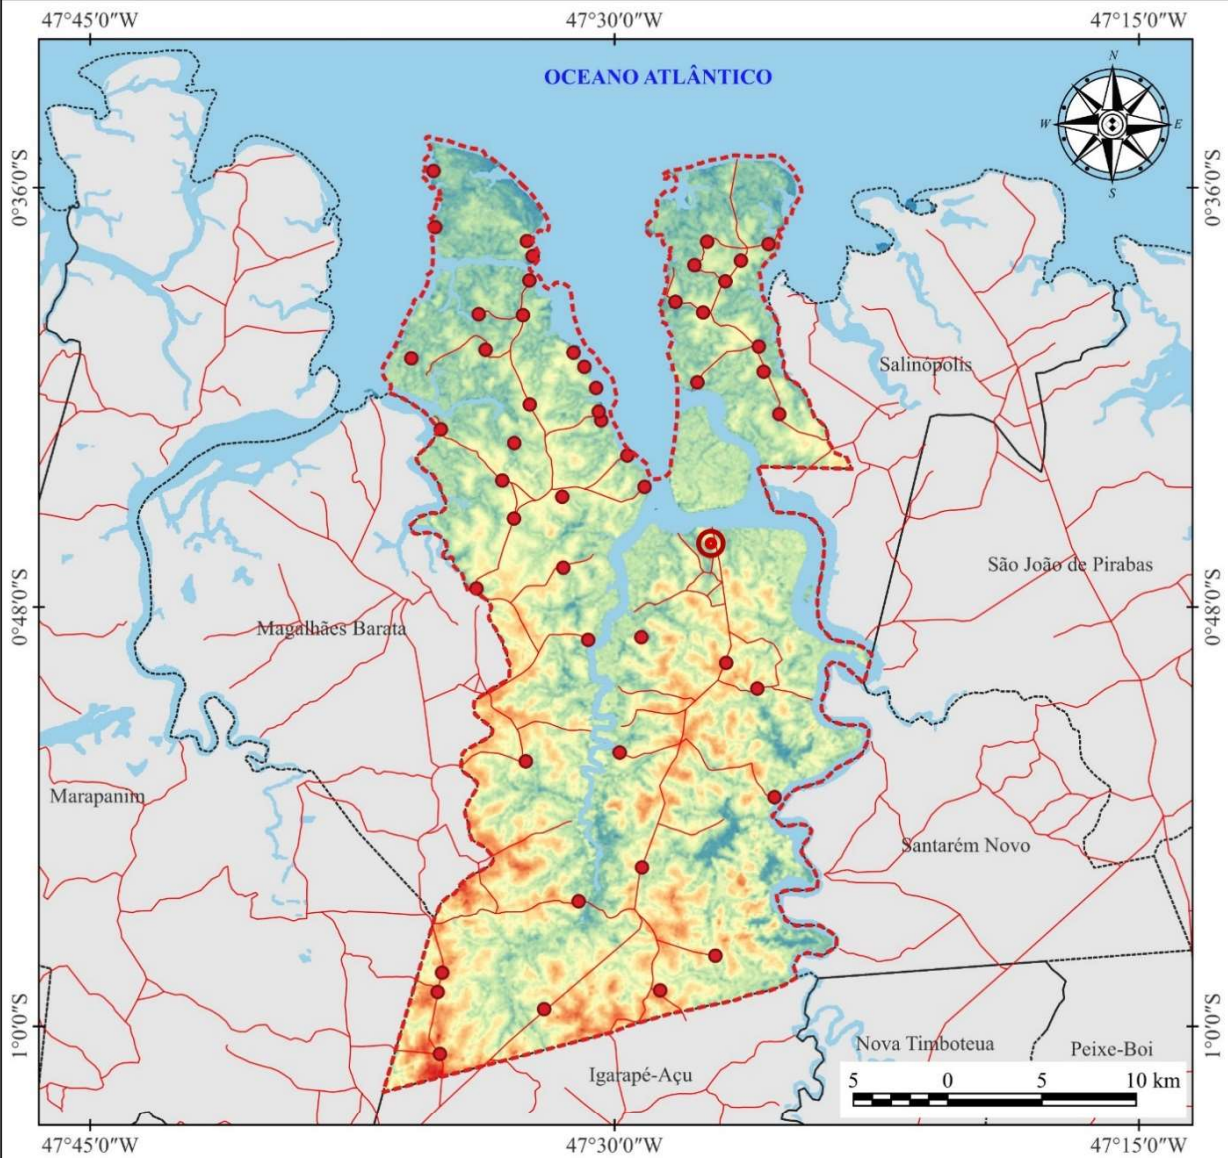 47°45'0"W 47°30'0"W 47°15'0"W
OCEANO ATLÂNTICO
N
W E
S
0°36'0"S 0°36'0"S
Salinópolis
São João de Pirabas
0°48'0"S 0°48'0"S
Magalhães Barata
Marapanim
Santarém Novo
1°0'0"S 1°0'0"S
Nova Timboteua Peixe-Boi
Igarapé-Açu
5 0 5 10 km
47°45'0"W 47°30'0"W 47°15'0"W